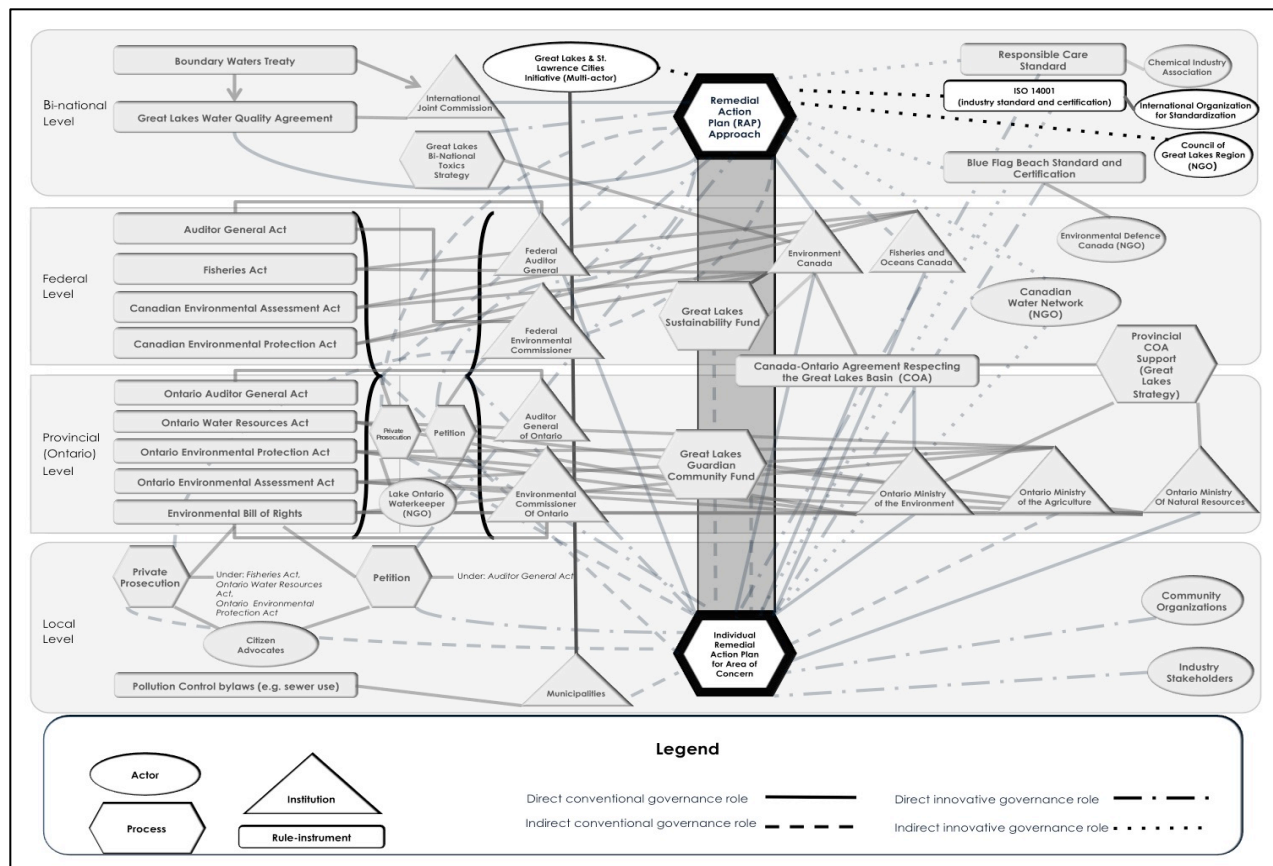 Bi-national
Level
Boundary Waters Treaty
Great Lakes Water Quality Agreement
International
Joint Commission
Great Lakes
Bi-National
Toxics
Strategy
Great Lakes & St.
Lawrence Cities
Initiative (Multi-actor)
Remedial
Action
Plan (RAP)
Approach
Responsible Care
Standard
Chemical Industry
Association
ISO 14001
(industry standard and certification)
International Organization
for Standardization
Council of
Great Lakes Region
(NGO)
Blue Flag Beach Standard and
Certification
Federal
Level
Auditor General Act
Fisheries Act
Canadian Environmental Assessment Act
Canadian Environmental Protection Act
Federal
Auditor
General
Federal
Environmental
Commissioner
Great Lakes
Sustainability Fund
Environment
Canada
Fisheries and
Oceans Canada
Environmental Defence
Canada (NGO)
Canadian
Water Network
(NGO)
Canada-Ontario Agreement Respecting
the Great Lakes Basin (COA)
Provincial
COA
Support
(Great
Lakes
Strategy)
Provincial
(Ontario)
Level
Ontario Auditor General Act
Ontario Water Resources Act
Ontario Environmental Protection Act
Ontario Environmental Assessment Act
Environmental Bill of Rights
Private
Prosecution
Petition
Lake Ontario
Waterkeeper
(NGO)
Auditor
General
of Ontario
Environmental
Commissioner
Of Ontario
Great Lakes
Guardian
Community Fund
Ontario Ministry
of the Environment
Ontario Ministry
of the Agriculture
Ontario Ministry
Of Natural Resources
Local
Level
Private
Prosecution
Under: Fisheries Act,
Ontario Water Resources
Act,
Ontario Environmental
Protection Act
Petition
Under: Auditor General Act
Citizen
Advocates
Pollution Control bylaws (e.g. sewer use)
Municipalities
Individual
Remedial
Action Plan
for Area of
Concern
Community
Organizations
Industry
Stakeholders
Legend
Actor
Process
Institution
Rule-instrument
Direct conventional governance role
Indirect conventional governance role
Direct innovative governance role
Indirect innovative governance role